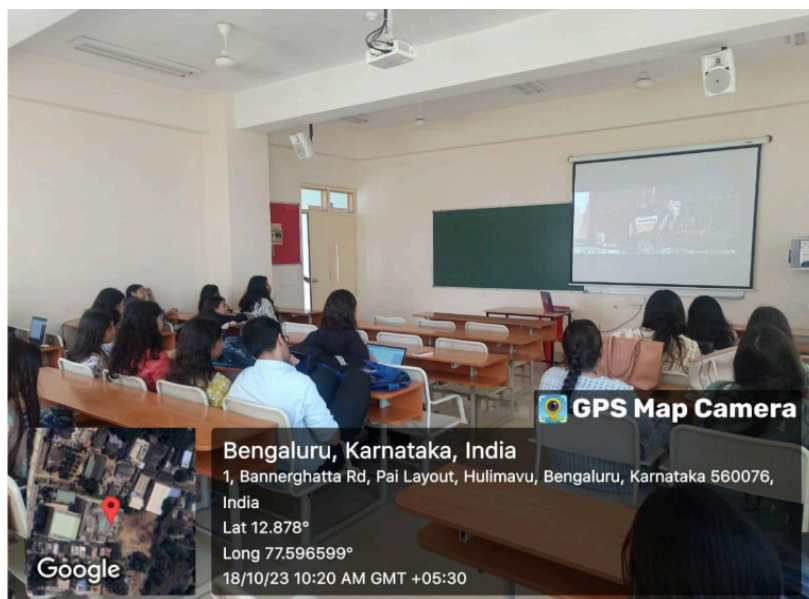 GPS Map Camera
Bengaluru, Karnataka, India
1, Bannerghatta Rd, Pai Layout, Hulimavu, Bengaluru, Karnataka 560076,
India
Lat 12.878°
Long 77.596599°
18/10/23 10:20 AM GMT +05:30
Google